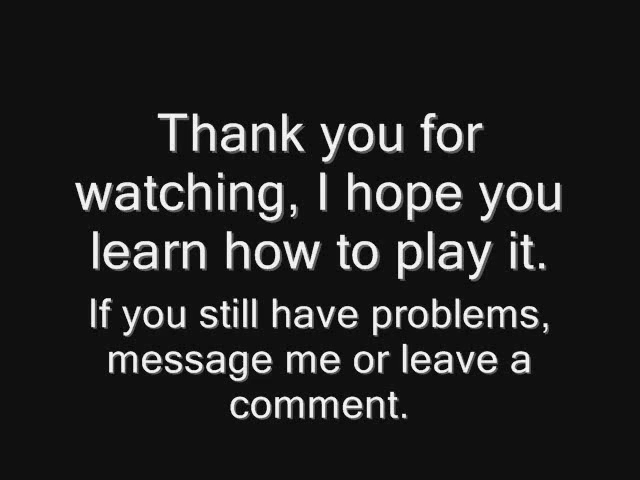 Thank you for
watching, I hope you
learn how to play it.
If you still have problems,
message me or leave a
comment.